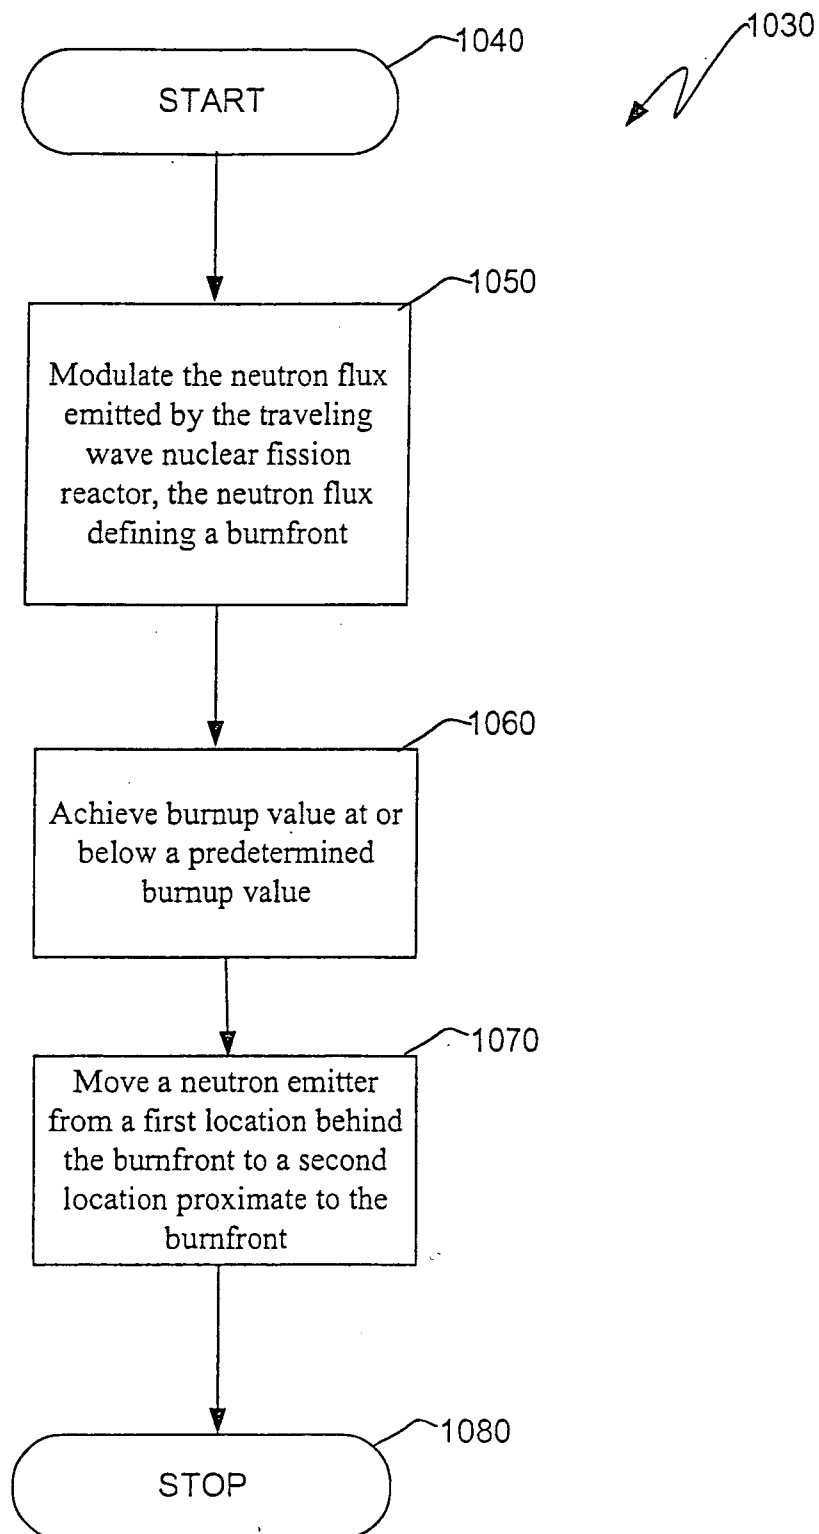 1040
1030
START
1050
Modulate the neutron flux
emitted by the traveling
wave nuclear fission
reactor, the neutron flux
defining a burnfront
1060
Achieve burnup value at or
below a predetermined
burnup value
1070
Move a neutron emitter
from a first location behind
the burnfront to a second
location proximate to the
burnfront
1080
STOP